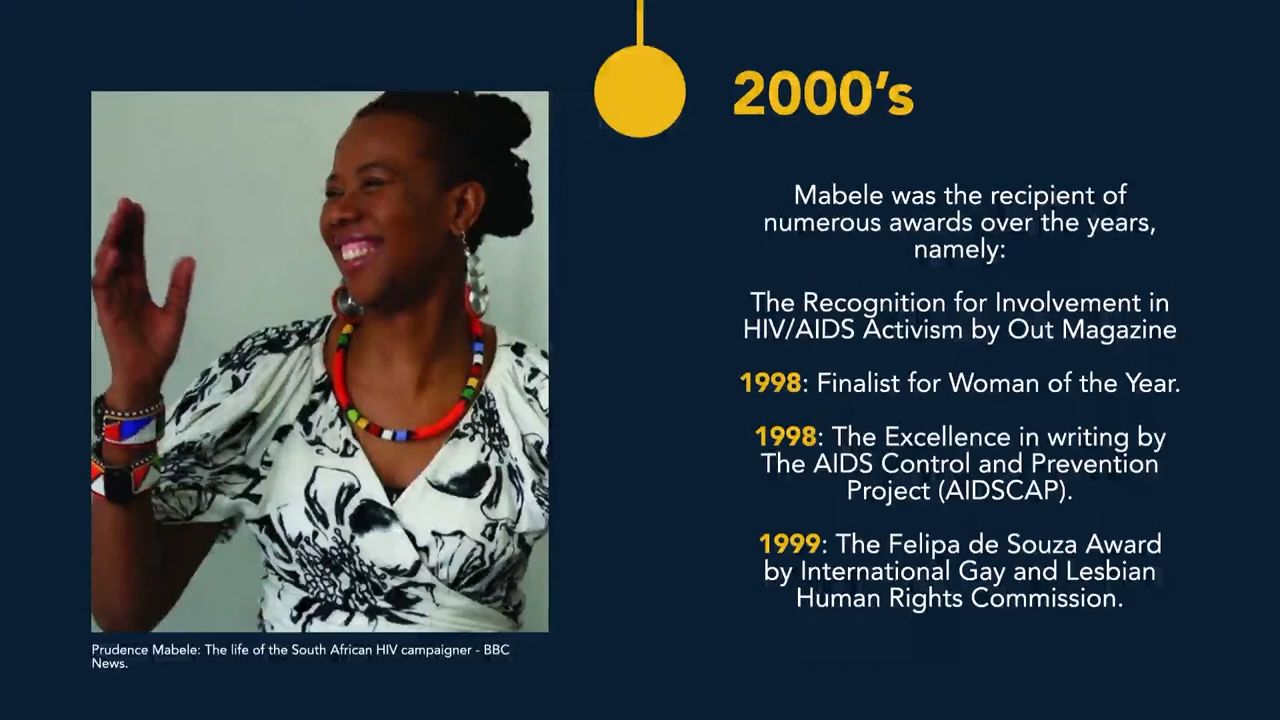 2000's
Mabele was the recipient of
numerous awards over the years,
namely:
The Recognition for Involvement in
HIV/AIDS Activism by Out Magazine
1998: Finalist for Woman of the Year.
1998: The Excellence in writing by
The AIDS Control and Prevention
Project (AIDSCAP).
1999: The Felipa de Souza Award
by International Gay and Lesbian
Human Rights Commission.
Prudence Mabele: The life of the South African HIV campaigner - BBC
News.